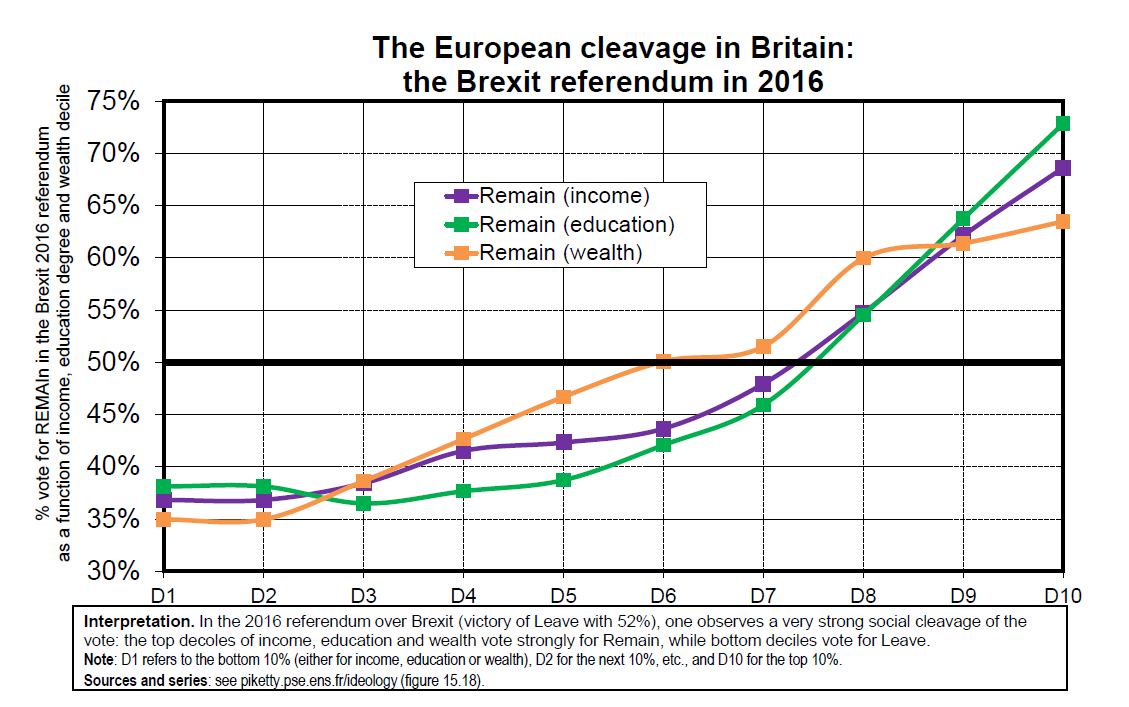 The European cleavage in Britain:
the Brexit referendum in 2016
% vote for REMAIn in the Brexit 2016 referendum
as a function of income, education degree and wealth decile
75%
70%
65%
60%
55%
50%
45%
40%
35%
30%
Remain (income)
Remain (education)
Remain (wealth)
D1 D2 D3 D4 D5 D6 D7 D8 D9 D10
Interpretation. In the 2016 referendum over Brexit (victory of Leave with 52%), one observes a very strong social cleavage of the
vote: the top decoles of income, education and wealth vote strongly for Remain, while bottom deciles vote for Leave.
Note: D1 refers to the bottom 10% (either for income, education or wealth), D2 for the next 10%, etc., and D10 for the top 10%.
Sources and series: see piketty.pse.ens.fr/ideology (figure 15.18).